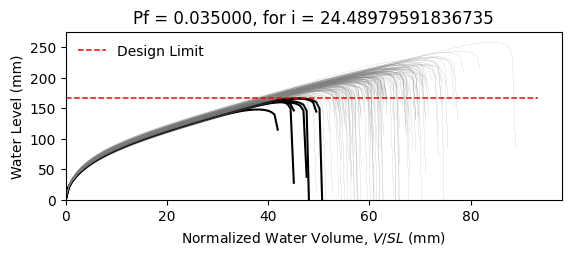 Pf = 0.035000, for i = 24.48979591836735
Design Limit
Water Level (mm)
250
200
150
100
50
0
0 20 40 60 80
Normalized Water Volume, V/SL (mm)